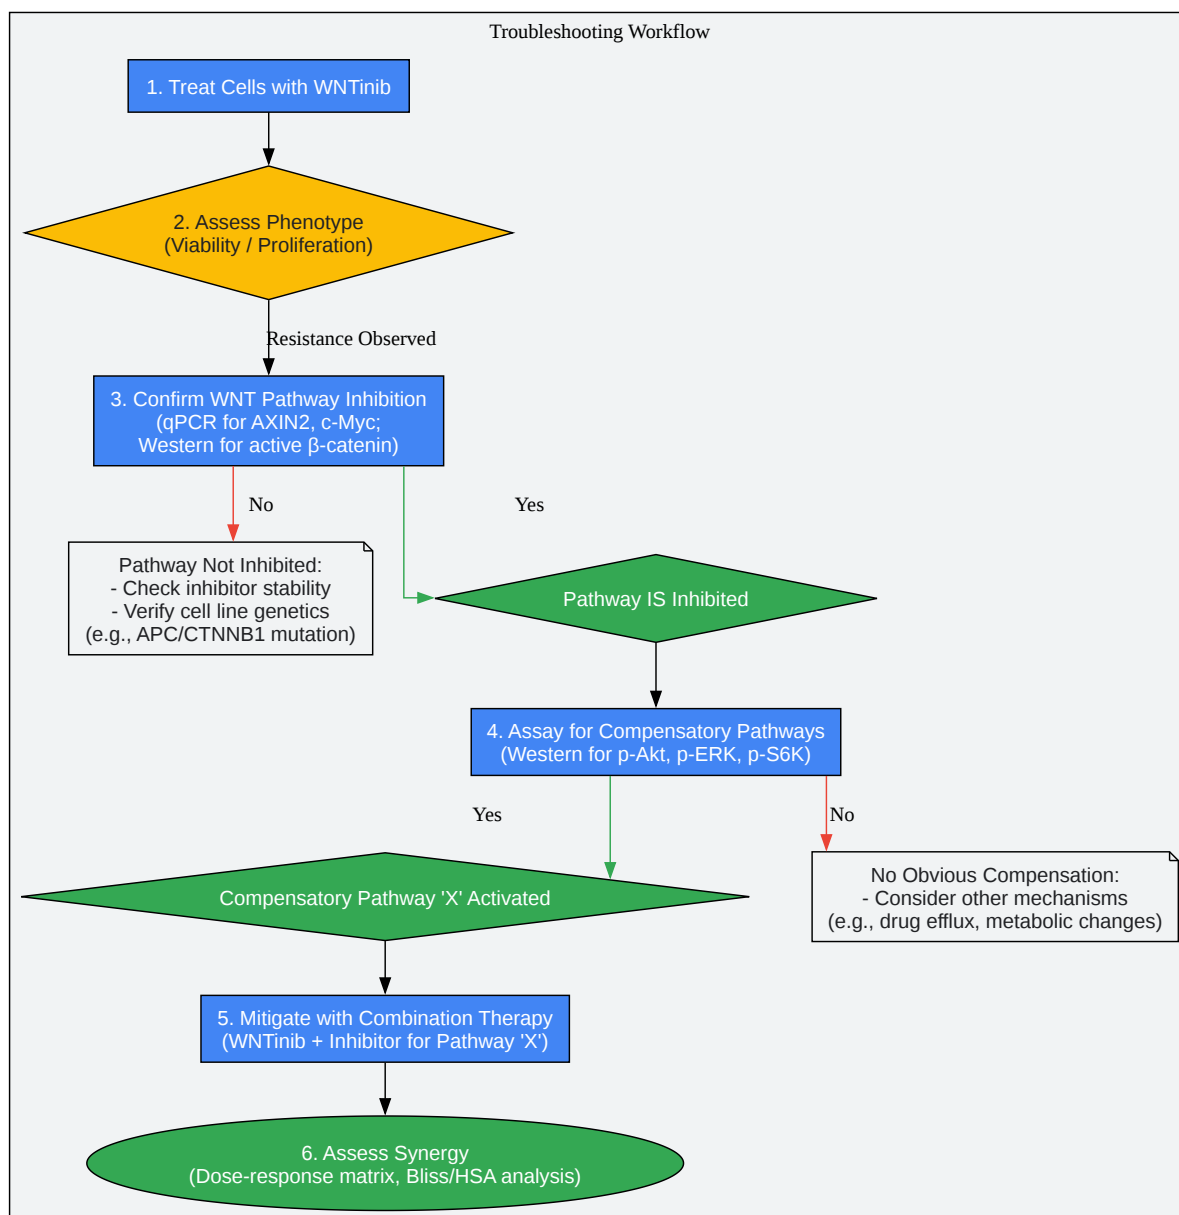 Troubleshooting Workflow
1. Treat Cells with WNTinib
2. Assess Phenotype
(Viability / Proliferation)
Resistance Observed
3. Confirm WNT Pathway Inhibition
(qPCR for AXIN2, c-Myc;
Western for active β-catenin)
No
Yes
Pathway Not Inhibited:
- Check inhibitor stability
- Verify cell line genetics
(e.g., APC/CTNNB1 mutation)
Pathway IS Inhibited
4. Assay for Compensatory Pathways
(Western for p-Akt, p-ERK, p-S6K)
Yes
No
Compensatory Pathway 'X' Activated
No Obvious Compensation:
- Consider other mechanisms
(e.g., drug efflux, metabolic changes)
5. Mitigate with Combination Therapy
(WNTinib + Inhibitor for Pathway 'X')
6. Assess Synergy
(Dose-response matrix, Bliss/HSA analysis)